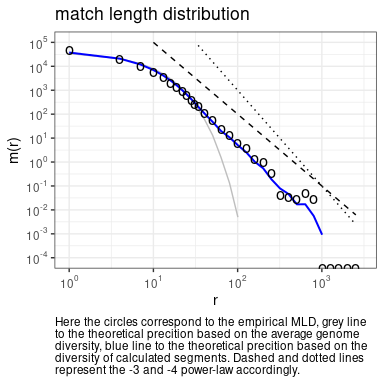 match length distribution
10^5
10^4
10^3
10^2
10^1
10^0
10^-1
10^-2
10^-3
10^-4
m(r)
10^0
10^1
10^2
10^3
r
Here the circles correspond to the empirical MLD, grey line
to the theoretical precition based on the average genome
diversity, blue line to the theoretical precition based on the
diversity of calculated segments. Dashed and dotted lines
represent the -3 and -4 power-law accordingly.